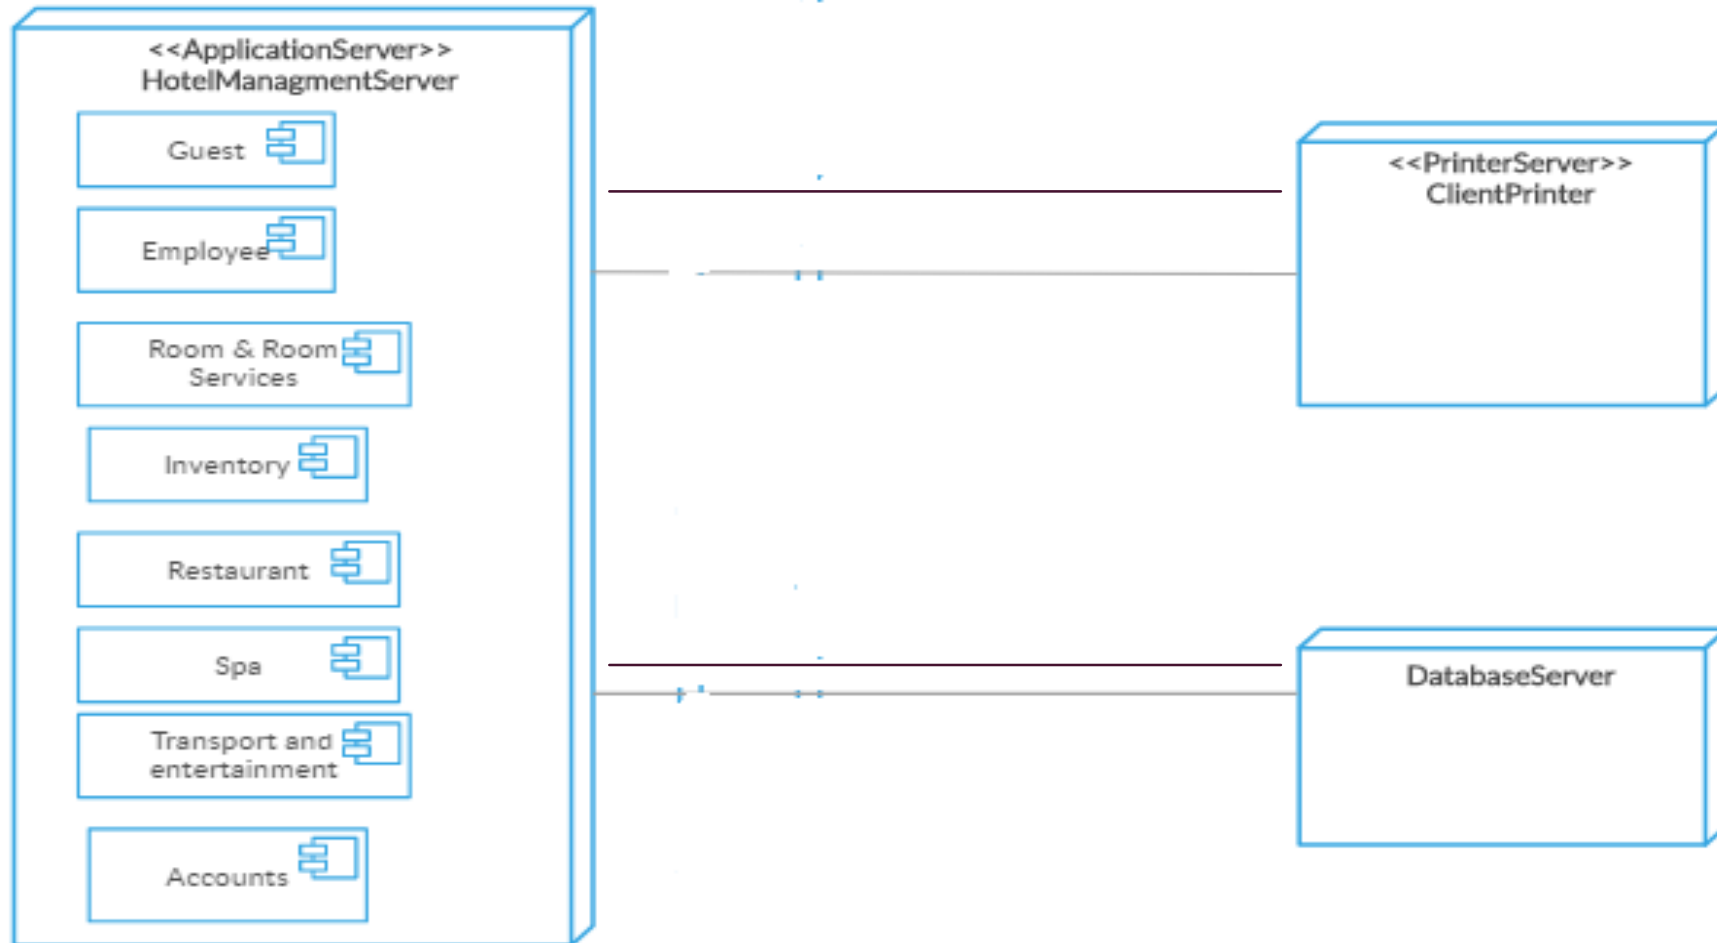 <<ApplicationServer>>
HotelManagmentServer
Guest
Employee
Room & Room
Services
Inventory
Restaurant
Spa
Transport and
entertainment
Accounts
<<PrinterServer>>
ClientPrinter
DatabaseServer